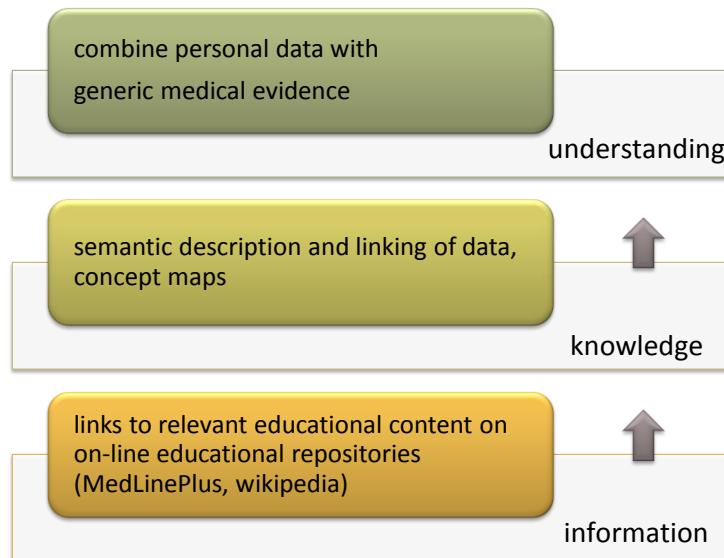 combine personal data with
generic medical evidence
understanding
semantic description and linking of data,
concept maps
knowledge
links to relevant educational content on
on-line educational repositories
(MedLinePlus, wikipedia)
information